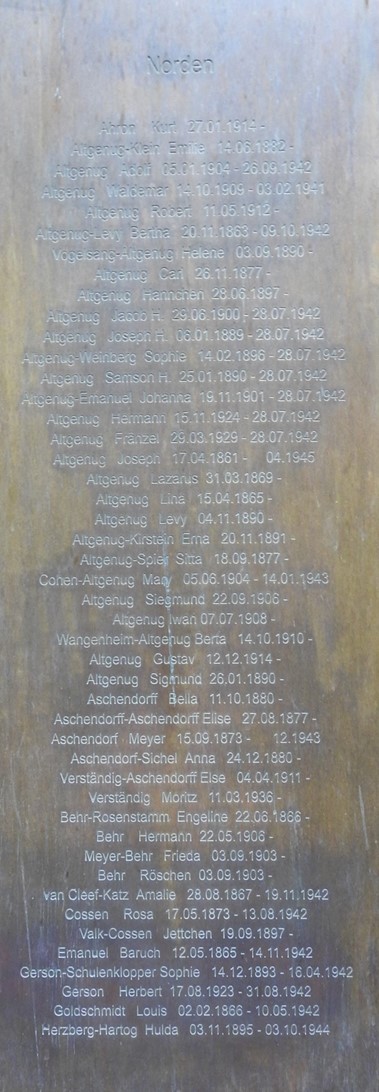 Norden
Ahron Kurt 27.01.1914 -
Altgenug-Klein Emilie 14.06.1882 -
Altgenug Adolf 05.01.1904 - 26.09.1942
Altgenug Waldemar 14.10.1909 - 03.02.1941
Altgenug Robert 11.05.1912 -
Altgenug-Levy Bertha 20.11.1863 - 09.10.1942
Vogelsang-Altgenug Helene 03.09.1890 -
Altgenug Carl 26.11.1877 -
Altgenug Hannchen 28.06.1897 -
Altgenug Jacob H. 29.06.1900 - 28.07.1942
Altgenug Joseph H. 06.01.1889 - 28.07.1942
Altgenug-Weinberg Sophie 14.02.1896 - 28.07.1942
Altgenug Samson H. 25.01.1890 - 28.07.1942
Altgenug-Emanuel Johanna 19.11.1901 - 28.07.1942
Altgenug Hermann 15.11.1924 - 28.07.1942
Altgenug Fränzel 29.03.1929 - 28.07.1942
Altgenug Joseph 17.04.1861 - 04.1945
Altgenug Lazarus 31.03.1869 -
Altgenug Lina 15.04.1865 -
Altgenug Levy 04.11.1890 -
Altgenug-Kirstein Erna 20.11.1891 -
Altgenug-Spier Sitta 18.09.1877 -
Cohen-Altgenug Mary 05.06.1904 - 14.01.1943
Altgenug Siegmund 22.09.1906 -
Altgenug Iwan 07.07.1908 -
Wangenheim-Altgenug Berta 14.10.1910 -
Altgenug Gustav 12.12.1914 -
Altgenug Sigmund 26.01.1890 -
Aschendorff Bella 11.10.1880 -
Aschendorff-Aschendorff Elise 27.08.1877 -
Aschendorf Meyer 15.09.1873 - 12.1943
Aschendorf-Sichel Anna 24.12.1880 -
Verständig-Aschendorff Else 04.04.1911 -
Verständig Moritz 11.03.1936 -
Behr-Rosenstamm Engeline 22.06.1866 -
Behr Hermann 22.05.1906 -
Meyer-Behr Frieda 03.09.1903 -
Behr Röschen 03.09.1903 -
van Cleef-Katz Amalie 28.08.1867 - 19.11.1942
Cossen Rosa 17.05.1873 - 13.08.1942
Valk-Cossen Jettchen 19.09.1897 -
Emanuel Baruch 12.05.1865 - 14.11.1942
Gerson-Schulenklopper Sophie 14.12.1893 - 16.04.1942
Gerson Herbert 17.08.1923 - 31.08.1942
Goldschmidt Louis 02.02.1866 - 10.05.1942
Herzberg-Hartog Hulda 03.11.1895 - 03.10.1944